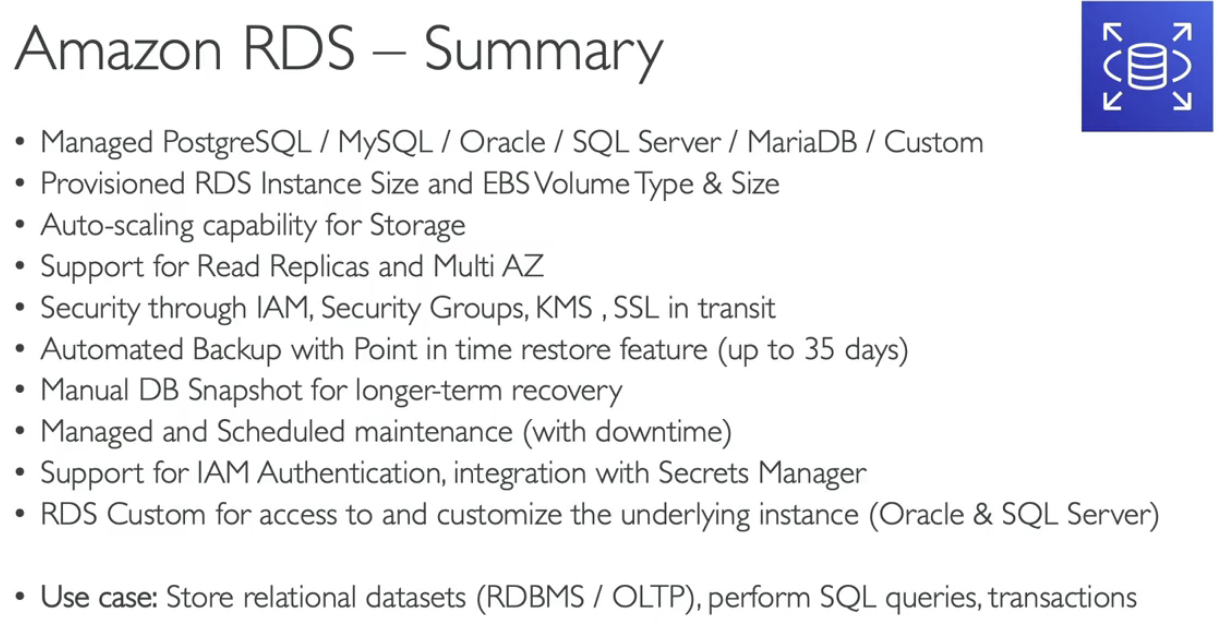 Amazon RDS – Summary
• Managed PostgreSQL / MySQL / Oracle / SQL Server / MariaDB / Custom
• Provisioned RDS Instance Size and EBS Volume Type & Size
• Auto-scaling capability for Storage
• Support for Read Replicas and Multi AZ
• Security through IAM, Security Groups, KMS , SSL in transit
• Automated Backup with Point in time restore feature (up to 35 days)
• Manual DB Snapshot for longer-term recovery
• Managed and Scheduled maintenance (with downtime)
• Support for IAM Authentication, integration with Secrets Manager
• RDS Custom for access to and customize the underlying instance (Oracle & SQL Server)
• Use case: Store relational datasets (RDBMS / OLTP), perform SQL queries, transactions